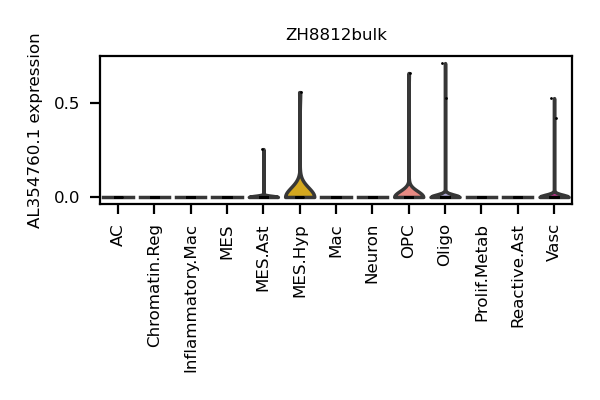 ZH8812bulk
AL354760.1 expression
0.5
0.0
AC
Chromatin.Reg
Inflammatory.Mac
MES
MES.Ast
MES.Hyp
Mac
Neuron
OPC
Oligo
Prolif.Metab
Reactive.Ast
Vasc